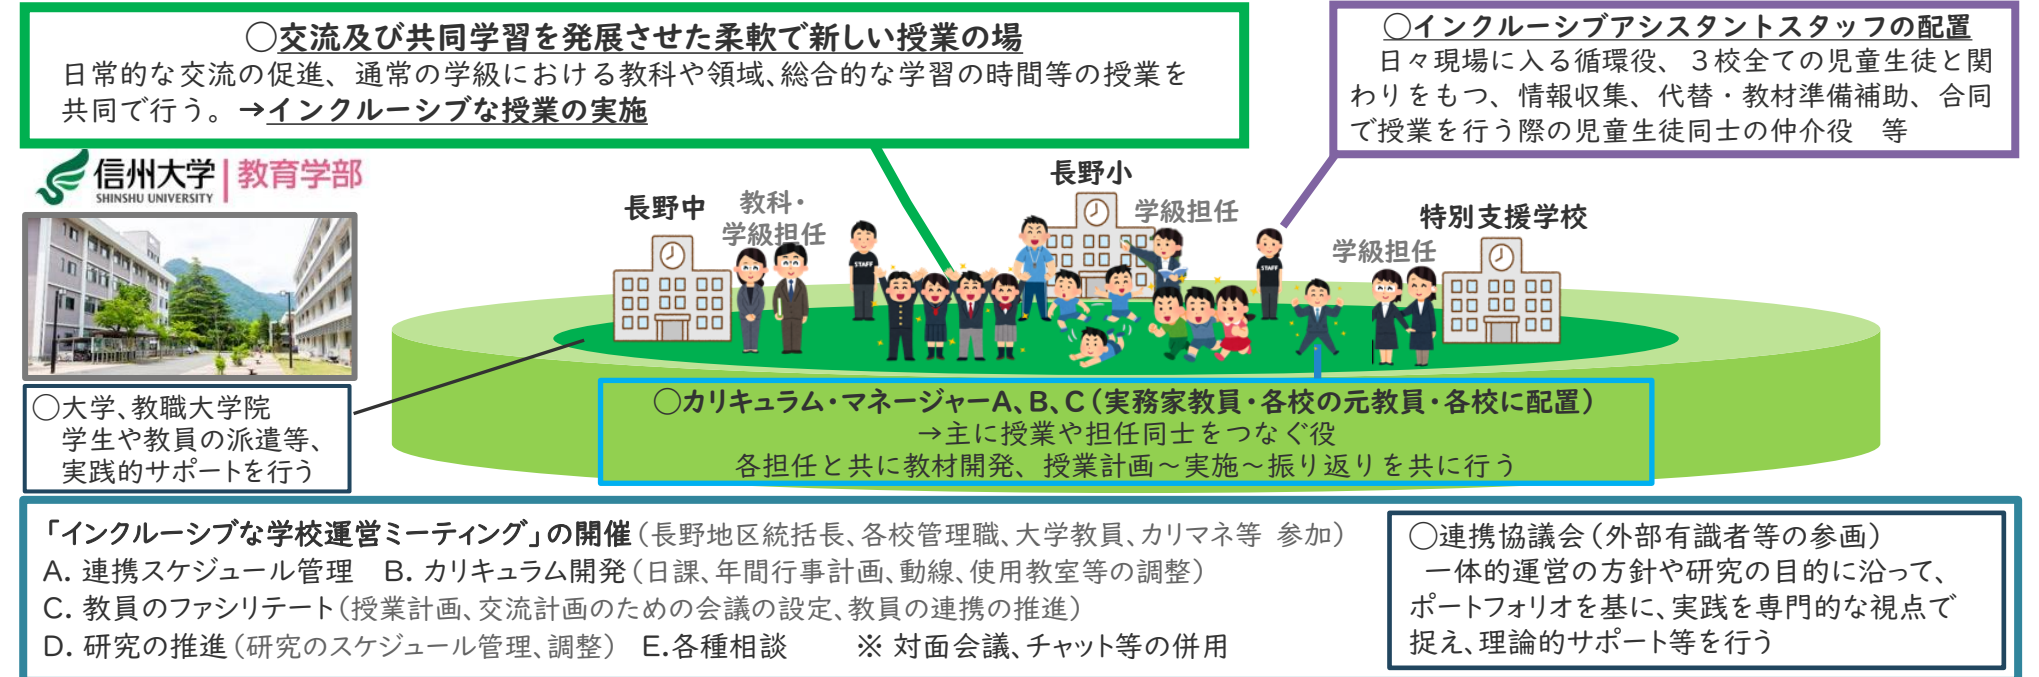 ○交流及び共同学習を発展させた柔軟で新しい授業の場
日常的な交流の促進、通常の学級における教科や領域、総合的な学習の時間等の授業を
共同で行う。→インクルーシブな授業の実施
○インクルーシブアシスタントスタッフの配置
日々現場に入る循環役、３校全ての児童生徒と関
わりをもつ、情報収集、代替・教材準備補助、合同
で授業を行う際の児童生徒同士の仲介役　等
信州大学 | 教育学部
SHINSHU UNIVERSITY
長野中
教科・
学級担任
長野小
学級担任
特別支援学校
学級担任
STAFF
STAFF
○大学、教職大学院
学生や教員の派遣等、
実践的サポートを行う
○カリキュラム・マネージャーA、B、C（実務家教員・各校の元教員・各校に配置）
→主に授業や担任同士をつなぐ役
各担任と共に教材開発、授業計画～実施～振り返りを共に行う
「インクルーシブな学校運営ミーティング」の開催（長野地区統括長、各校管理職、大学教員、カリマネ等 参加）
A. 連携スケジュール管理　B. カリキュラム開発（日課、年間行事計画、動線、使用教室等の調整）
C. 教員のファシリテート（授業計画、交流計画のための会議の設定、教員の連携の推進）
D. 研究の推進（研究のスケジュール管理、調整）　E.各種相談　　※ 対面会議、チャット等の併用
○連携協議会（外部有識者等の参画）
一体的運営の方針や研究の目的に沿って、
ポートフォリオを基に、実践を専門的な視点で
捉え、理論的サポート等を行う